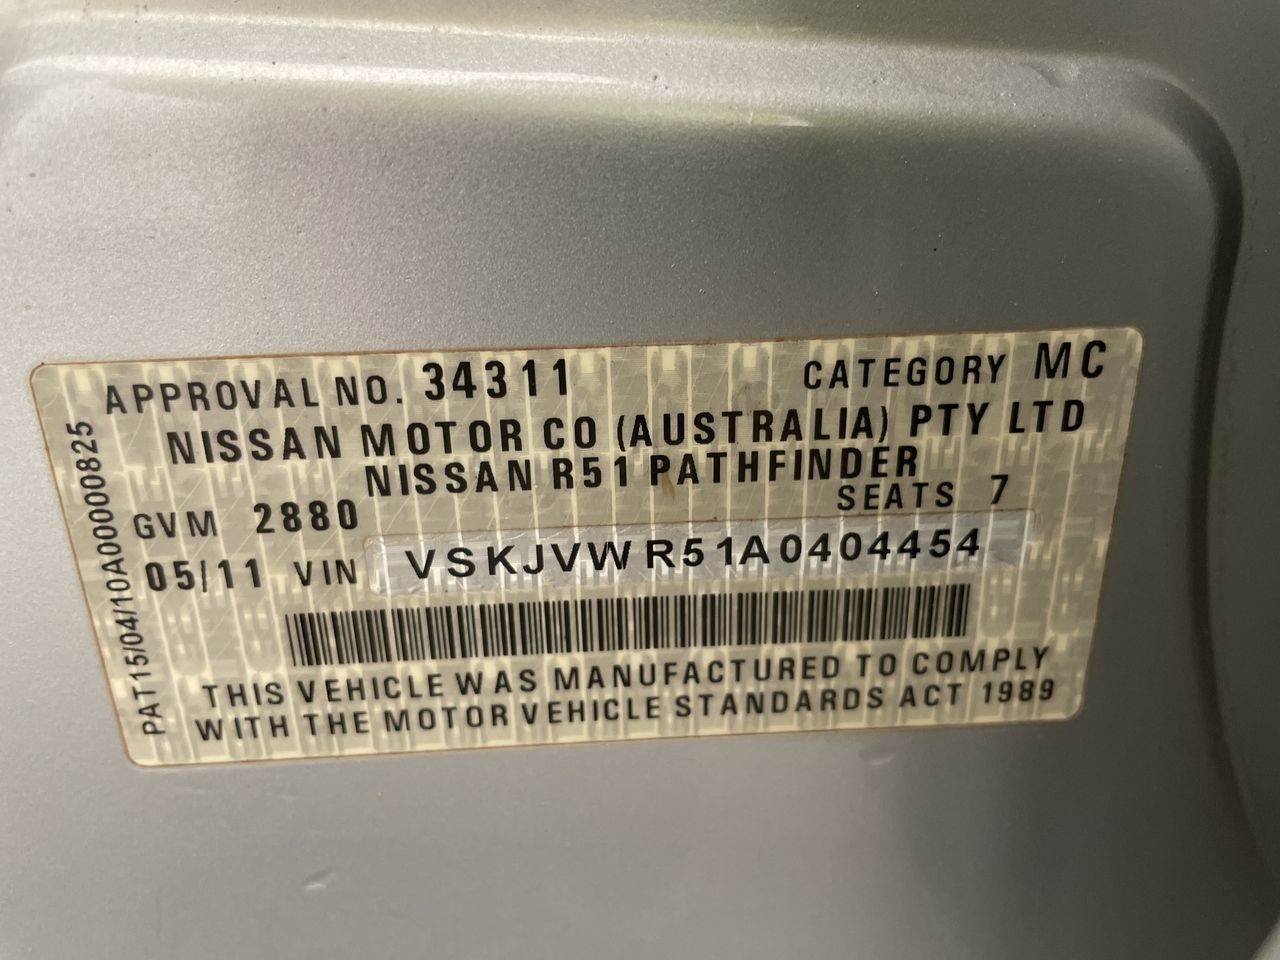 APPROVAL NO. 34311 CATEGORY MC
NISSAN MOTOR CO (AUSTRALIA) PTY LTD
NISSAN R51 PATHFINDER
GVM 2880 SEATS 7
05/11 VIN VSKJVWR51A0404454
THIS VEHICLE WAS MANUFACTURED TO COMPLY
WITH THE MOTOR VEHICLE STANDARDS ACT 1989
PAT15/04/10A00000825